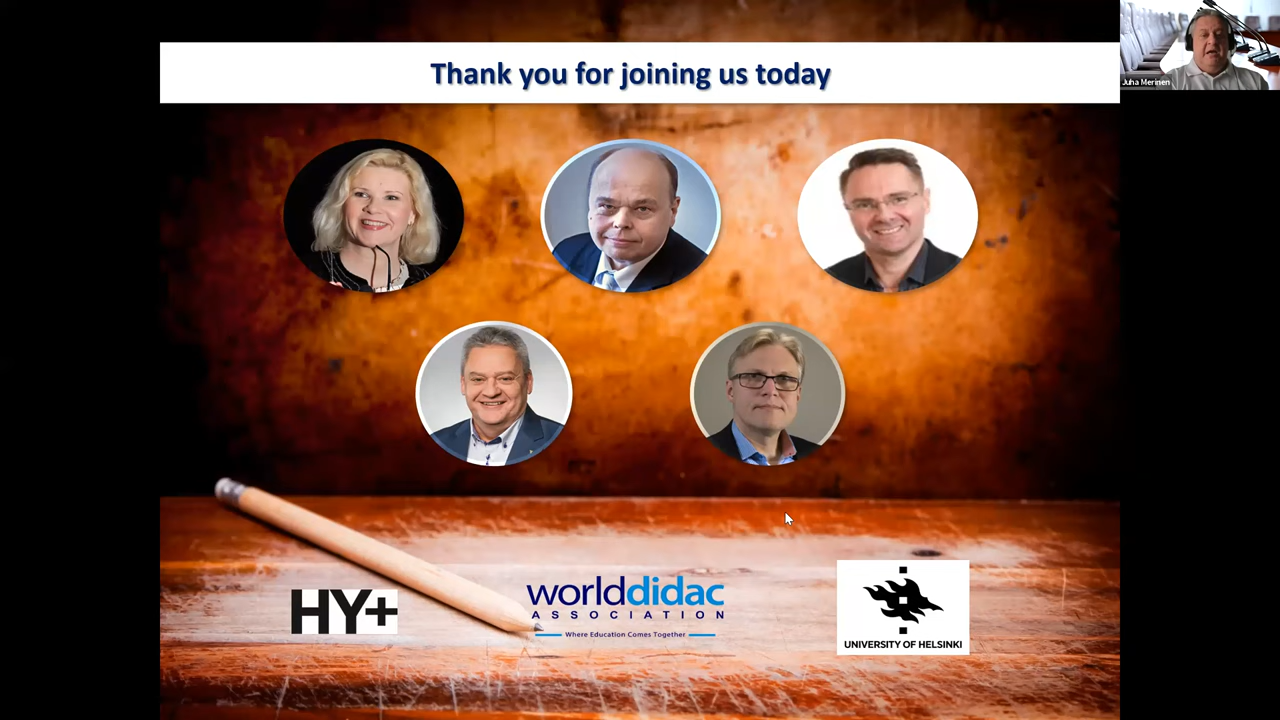 Thank you for joining us today
Juha Merinen
HY+
worlddidac
ASSOCIATION
Where Education Comes Together
UNIVERSITY OF HELSINKI